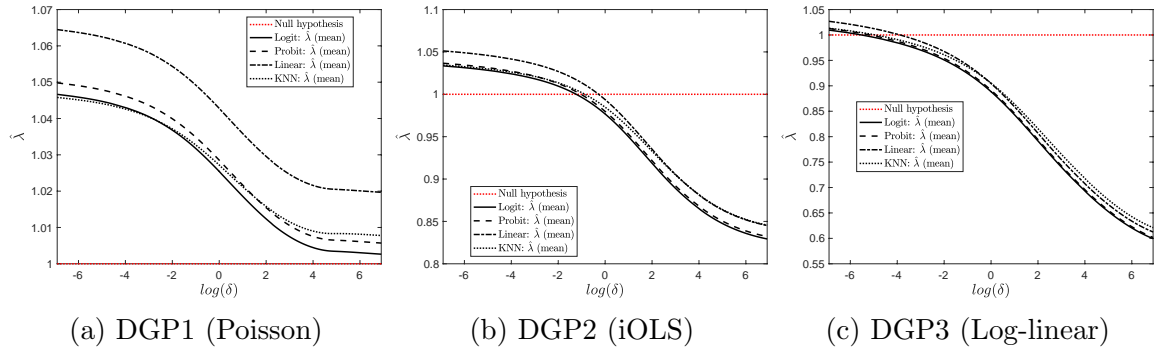 1.07
1.06
1.05
1.04
1.03
1.02
1.01
1
λ̂
Null hypothesis
Logit: λ̂ (mean)
Probit: λ̂ (mean)
Linear: λ̂ (mean)
KNN: λ̂ (mean)
-6 -4 -2 0 2 4 6
log(δ)
(a) DGP1 (Poisson)
1.1
1.05
1
0.95
0.9
0.85
0.8
λ̂
Null hypothesis
Logit: λ̂ (mean)
Probit: λ̂ (mean)
Linear: λ̂ (mean)
KNN: λ̂ (mean)
-6 -4 -2 0 2 4 6
log(δ)
(b) DGP2 (iOLS)
1.05
1
0.95
0.9
0.85
0.8
0.75
0.7
0.65
0.6
0.55
λ̂
Null hypothesis
Logit: λ̂ (mean)
Probit: λ̂ (mean)
Linear: λ̂ (mean)
KNN: λ̂ (mean)
-6 -4 -2 0 2 4 6
log(δ)
(c) DGP3 (Log-linear)